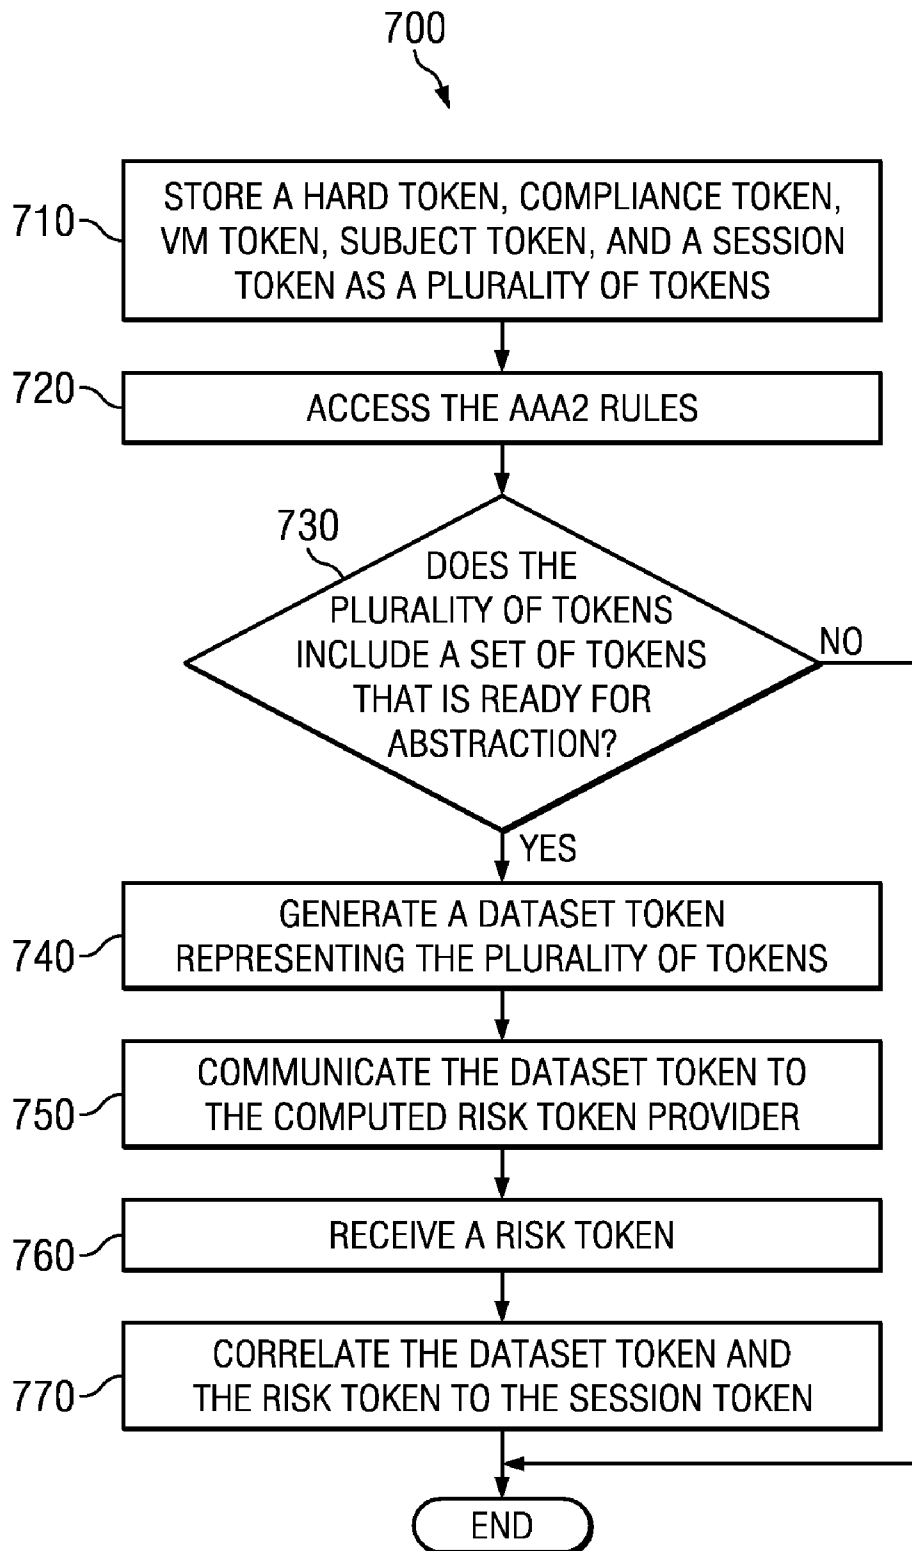 700
710
STORE A HARD TOKEN, COMPLIANCE TOKEN,
VM TOKEN, SUBJECT TOKEN, AND A SESSION
TOKEN AS A PLURALITY OF TOKENS
720
ACCESS THE AAA2 RULES
730
DOES THE
PLURALITY OF TOKENS
INCLUDE A SET OF TOKENS
THAT IS READY FOR
ABSTRACTION?
NO
YES
740
GENERATE A DATASET TOKEN
REPRESENTING THE PLURALITY OF TOKENS
750
COMMUNICATE THE DATASET TOKEN TO
THE COMPUTED RISK TOKEN PROVIDER
760
RECEIVE A RISK TOKEN
770
CORRELATE THE DATASET TOKEN AND
THE RISK TOKEN TO THE SESSION TOKEN
END